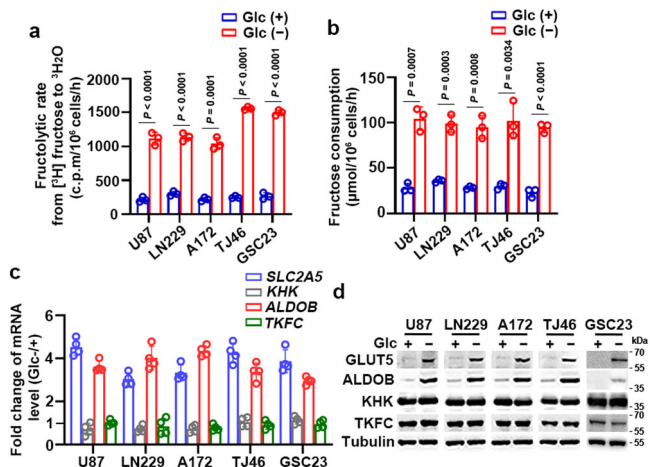 a
Glc (+)
Glc (−)
Fructolytic rate
from [³H] fructose to ³H₂O
(c.p.m/10⁶ cells/h)
2000
1500
1000
500
0
P < 0.0001
P < 0.0001
P < 0.0001
P < 0.0001
P < 0.0001
U87
LN229
A172
TJ46
GSC23
b
Glc (+)
Glc (−)
Fructose consumption
(μmol/10⁶ cells/h)
150
100
50
0
P = 0.0007
P = 0.0003
P = 0.0008
P = 0.0034
P < 0.0001
U87
LN229
A172
TJ46
GSC23
c
SLC2A5
KHK
ALDOB
TKFC
Fold change of mRNA
level (Glc-/+)
6
4
2
0
U87 LN229 A172 TJ46 GSC23
d
U87 LN229 A172 TJ46 GSC23
Glc + − + − + − + − + − kDa
GLUT5
ALDOB
KHK
TKFC
Tubulin
70
55
55
35
35
70
55
55